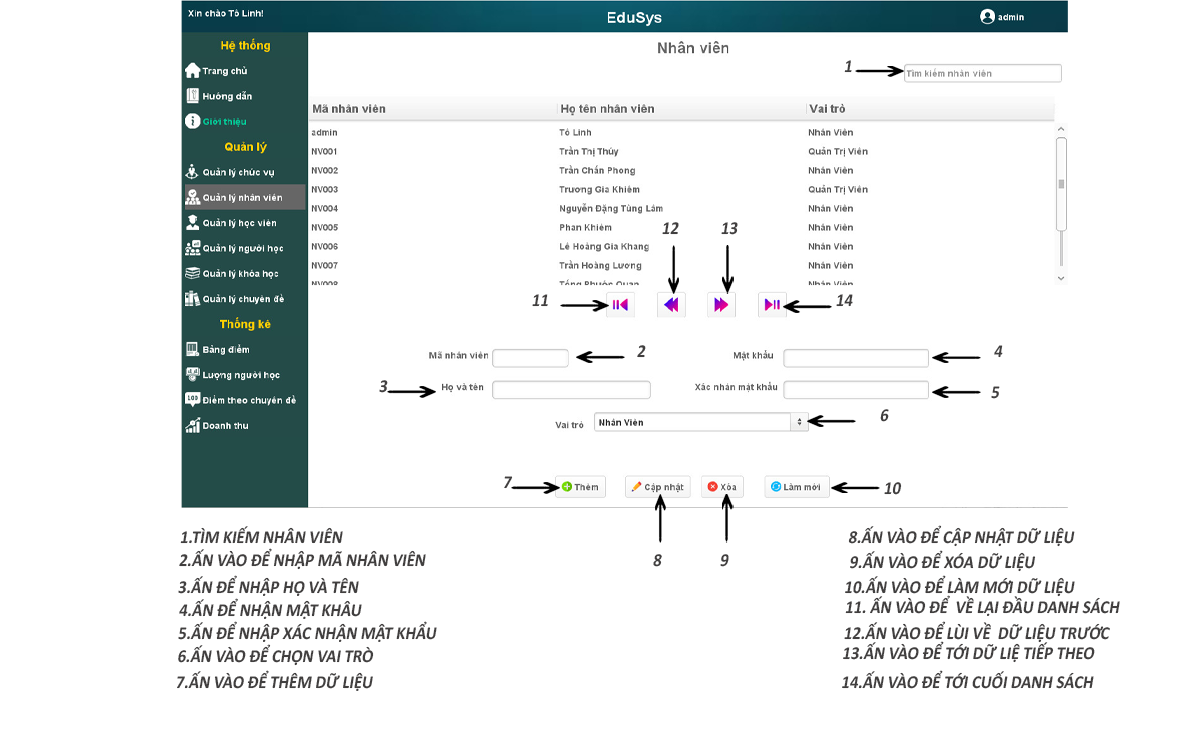 Xin chào Tô Linh!
EduSys
admin
Hệ thống
Trang chủ
Hướng dẫn
Giới thiệu
Quản lý
Quản lý chức vụ
Quản lý nhân viên
Quản lý học viên
Quản lý người học
Quản lý khóa học
Quản lý chuyên đề
Thống kê
Bảng điểm
Lượng người học
Điểm theo chuyên đề
Doanh thu
Nhân viên
1
Tìm kiếm nhân viên
Mã nhân viên Họ tên nhân viên Vai trò
admin Tô Linh Nhân Viên
NV001 Trần Thị Thúy Quản Trị Viên
NV002 Trần Chấn Phong Nhân Viên
NV003 Trương Gia Khiêm Quản Trị Viên
NV004 Nguyễn Đặng Tùng Lâm Nhân Viên
NV005 Phan Khiêm Nhân Viên
NV006 Lê Hoàng Gia Khang Nhân Viên
NV007 Trần Hoàng Lương Nhân Viên
NV008 Tống Phước Quan Nhân Viên
12 13
11 14
Mã nhân viên 2 Mật khẩu 4
3 Họ và tên Xác nhận mật khẩu 5
Vai trò Nhân Viên 6
7 Thêm Cập nhật Xóa Làm mới 10
8 9
1.TÌM KIẾM NHÂN VIÊN
2.ẤN VÀO ĐỂ NHẬP MÃ NHÂN VIÊN
3.ẤN ĐỂ NHẬP HỌ VÀ TÊN
4.ẤN ĐỂ NHẬN MẬT KHÂU
5.ẤN ĐỂ NHẬP XÁC NHẬN MẬT KHẨU
6.ẤN VÀO ĐỂ CHỌN VAI TRÒ
7.ẤN VÀO ĐỂ THÊM DỮ LIỆU
8.ẤN VÀO ĐỂ CẬP NHẬT DỮ LIỆU
9.ẤN VÀO ĐỂ XÓA DỮ LIỆU
10.ẤN VÀO ĐỂ LÀM MỚI DỮ LIỆU
11. ẤN VÀO ĐỂ VỀ LẠI ĐẦU DANH SÁCH
12.ẤN VÀO ĐỂ LÙI VỀ DỮ LIỆU TRƯỚC
13.ẤN VÀO ĐỂ TỚI DỮ LIỆ TIẾP THEO
14.ẤN VÀO ĐỂ TỚI CUỐI DANH SÁCH